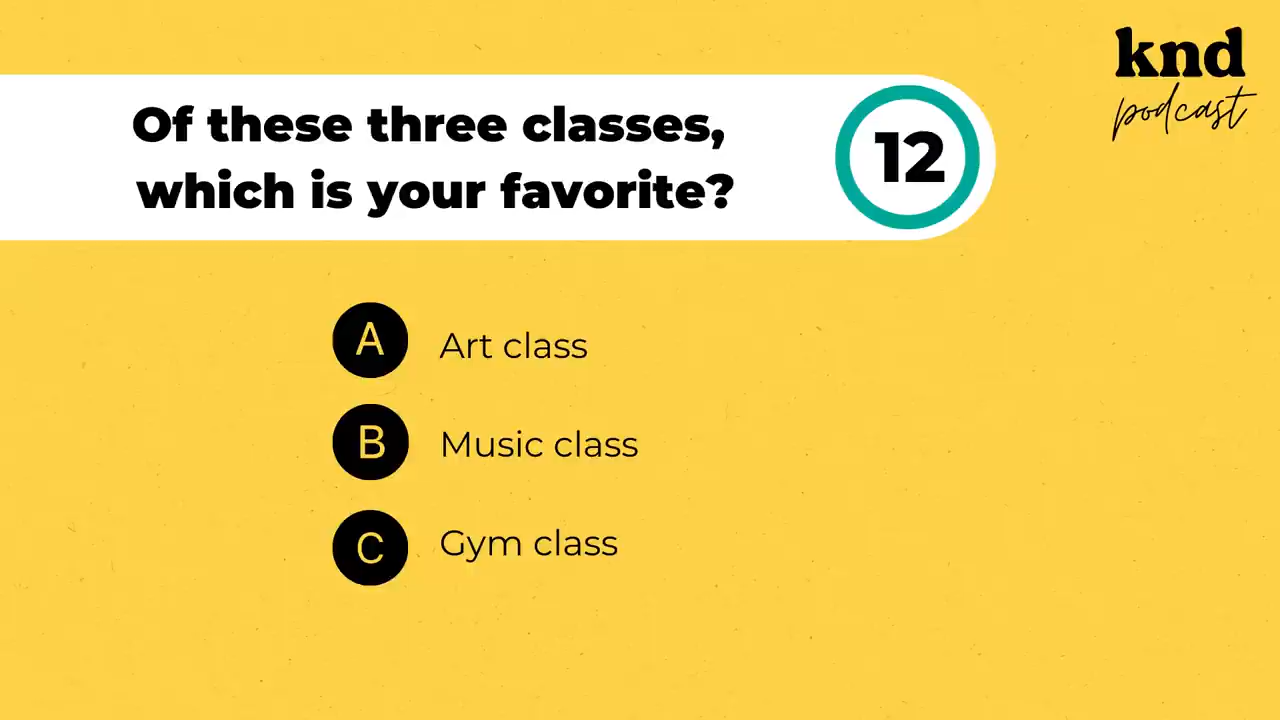 knd
podcast
Of these three classes,
which is your favorite?
12
A Art class
B Music class
C Gym class